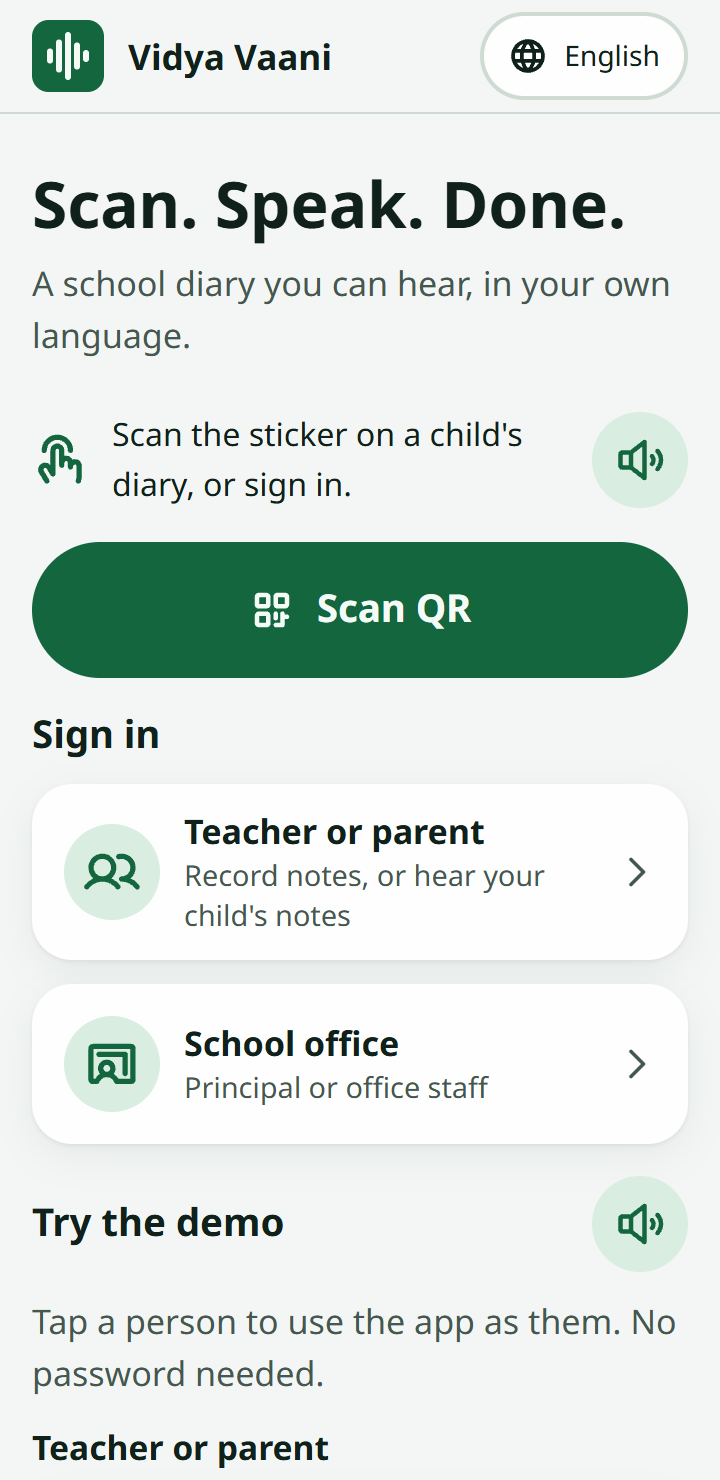 Vidya Vaani
English
Scan. Speak. Done.
A school diary you can hear, in your own
language.
Scan the sticker on a child's
diary, or sign in.
Scan QR
Sign in
Teacher or parent
Record notes, or hear your
child's notes
School office
Principal or office staff
Try the demo
Tap a person to use the app as them. No
password needed.
Teacher or parent